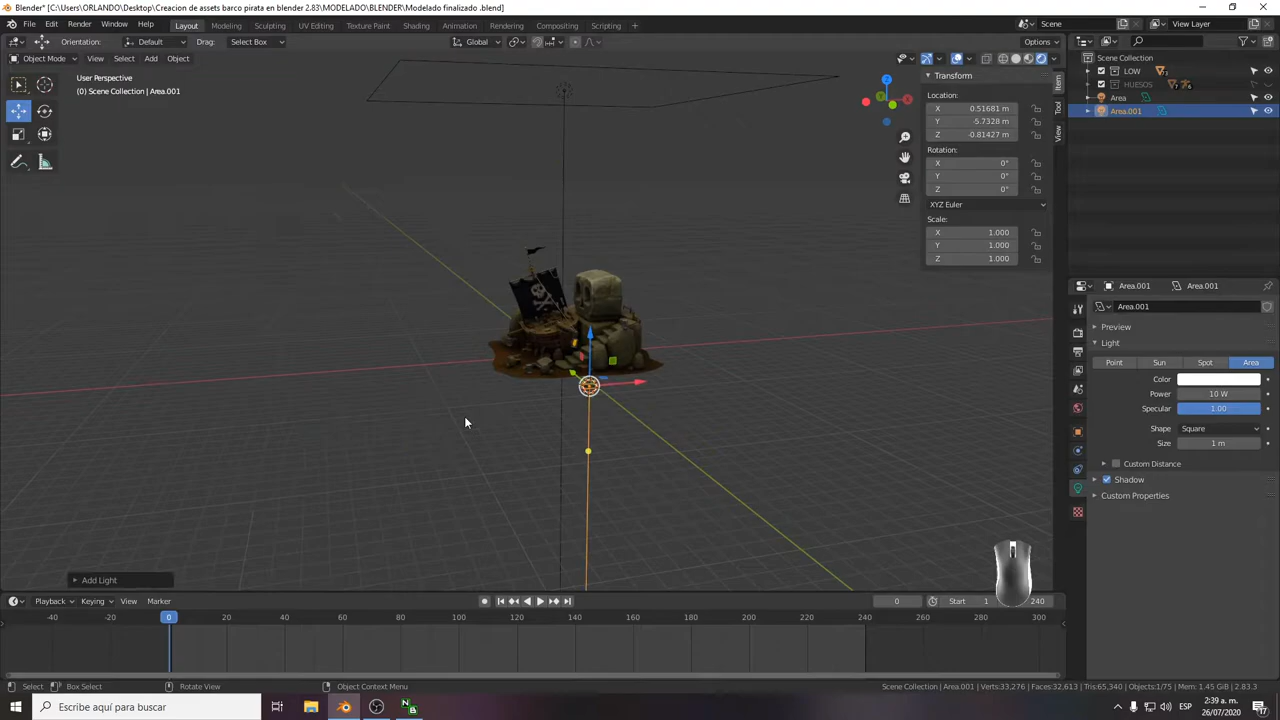 Blender* [C:\Users\ORLANDO\Desktop\Creacion de assets barco pirata en blender 2.83\MODELADO\BLENDER\Modelado finalizado .blend]
File Edit Render Window Help Layout Modeling Sculpting UV Editing Texture Paint Shading Animation Rendering Compositing Scripting Scene View Layer
Orientation: Default Drag: Select Box Global Options
Object Mode View Select Add Object
User Perspective
(0) Scene Collection | Area.001
Transform
Location:
X 0.51681 m
Y -5.7328 m
Z -0.81427 m
Rotation:
X 0°
Y 0°
Z 0°
XYZ Euler
Scale:
X 1.000
Y 1.000
Z 1.000
Item
Tool
View
Scene Collection
LOW
HUESOS
Area
Area.001
Area.001 Area.001
Area.001
Preview
Light
Point Sun Spot Area
Color
Power 10 W
Specular 1.00
Shape Square
Size 1 m
Custom Distance
Shadow
Custom Properties
Add Light
Playback Keying View Marker 0 Start 1 240
-40 -20 0 20 40 60 80 100 120 140 160 180 200 220 240 260 280 300
Select Box Select Rotate View Object Context Menu Scene Collection | Area.001 | Verts:33,276 | Faces:32,613 | Tris:65,340 | Objects:1/75 | Mem: 1.45 GiB | 2.83.3
Escribe aquí para buscar
ESP
2:39 a. m.
26/07/2020
17